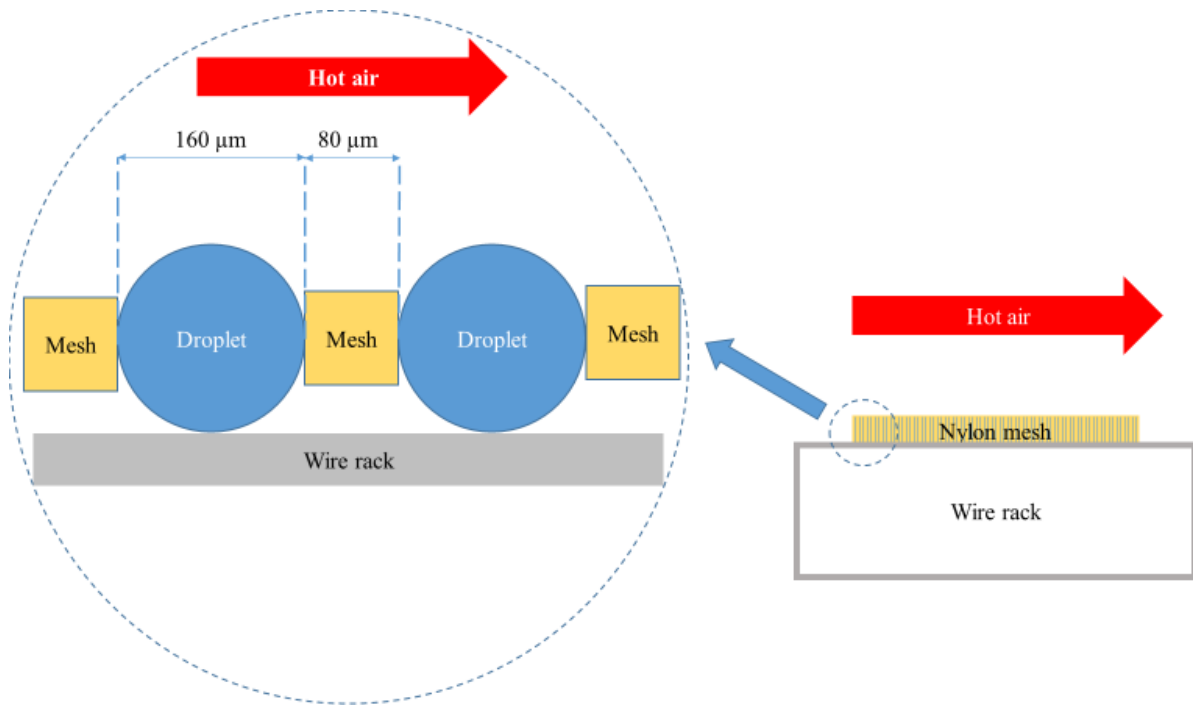 Hot air
160 µm
80 µm
Mesh
Droplet
Mesh
Droplet
Mesh
Wire rack
Hot air
Nylon mesh
Wire rack